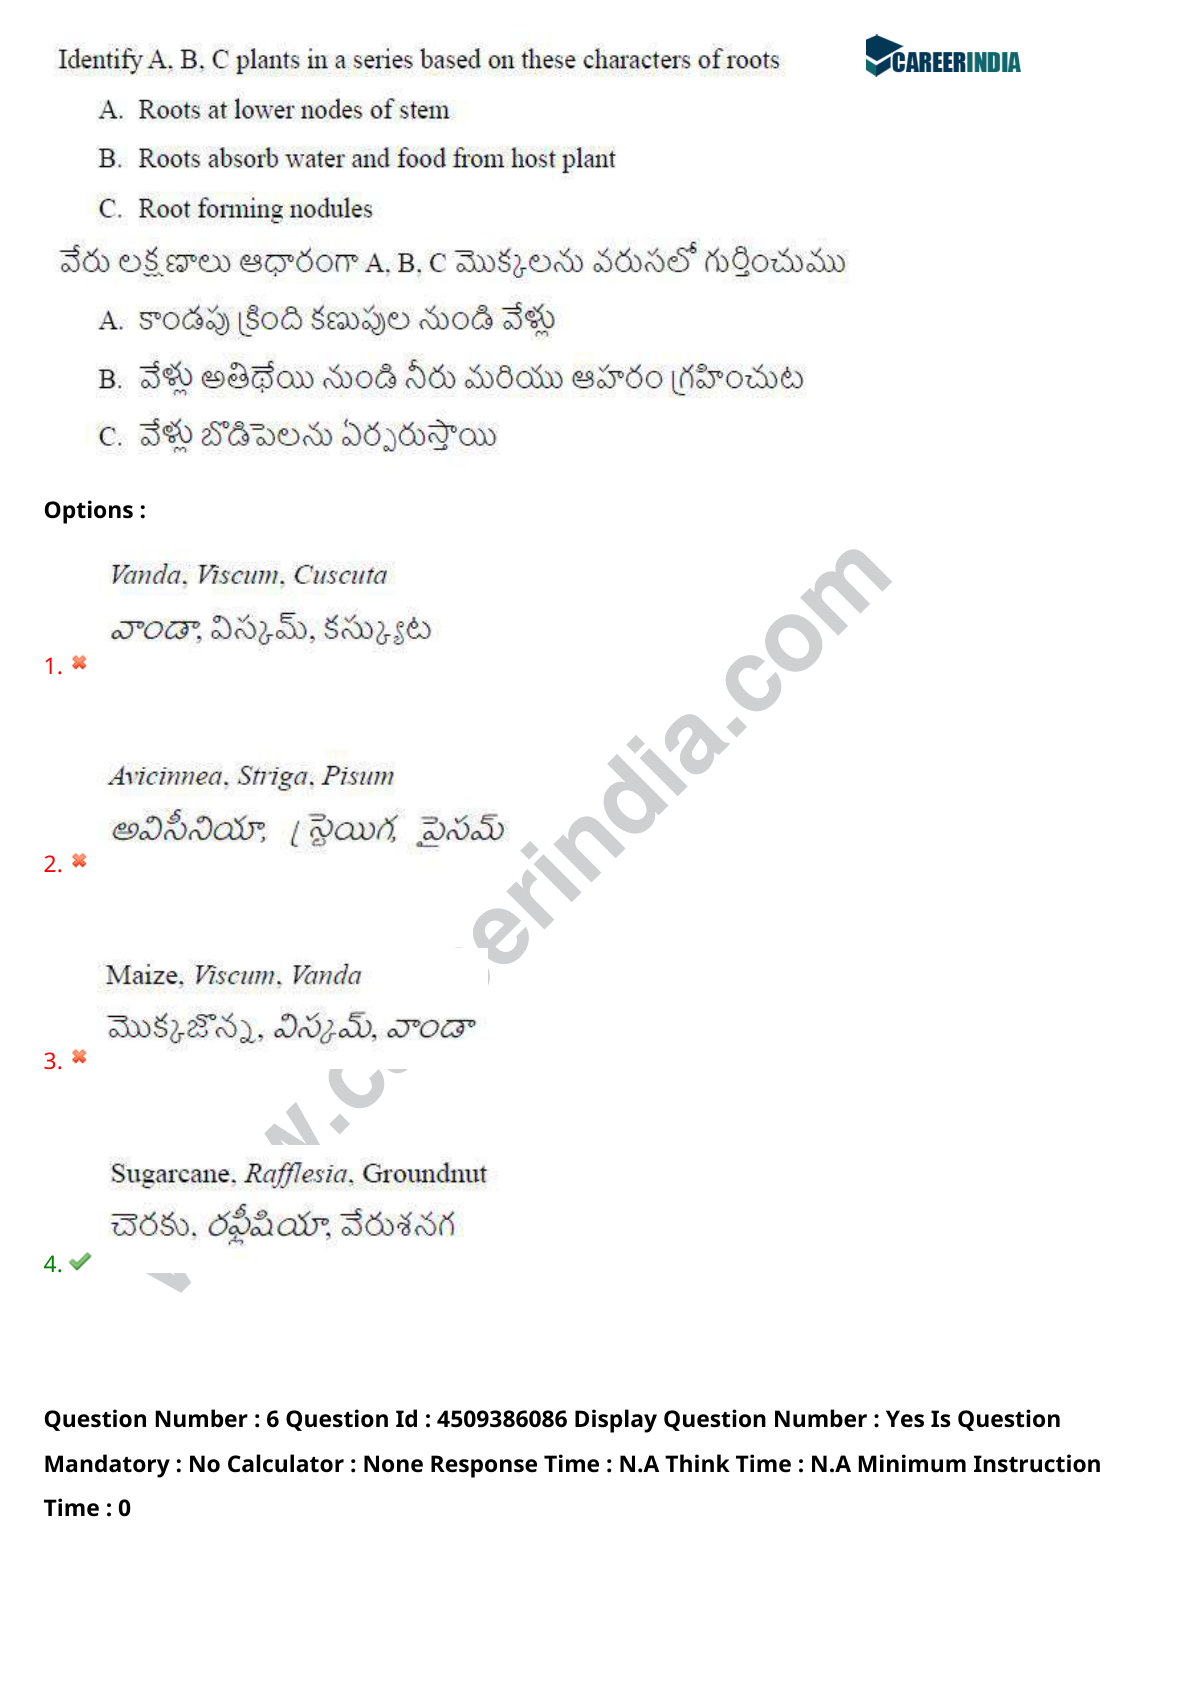 CAREERINDIA
Identify A, B, C plants in a series based on these characters of roots
A. Roots at lower nodes of stem
B. Roots absorb water and food from host plant
C. Root forming nodules
వేరు లక్షణాలు ఆధారంగా A, B, C మొక్కలను వరుసలో గుర్తించుము
A. కాండపు క్రింది కణుపుల నుండి వేళ్లు
B. వేళ్లు అతిథేయి నుండి నీరు మరియు ఆహరం గ్రహించుట
C. వేళ్లు బొడిపెలను ఏర్పరుస్తాయి
Options :
Vanda, Viscum, Cuscuta
వాండా, విస్కమ్, కస్క్యుట
1.
Avicinnea, Striga, Pisum
అవిసీనియా, స్ట్రెయిగ, పైసమ్
2.
Maize, Viscum, Vanda
మొక్కజొన్న, విస్కమ్, వాండా
3.
Sugarcane, Rafflesia, Groundnut
చెరకు, రఫ్లీషియా, వేరుశనగ
4.
Question Number : 6 Question Id : 4509386086 Display Question Number : Yes Is Question
Mandatory : No Calculator : None Response Time : N.A Think Time : N.A Minimum Instruction
Time : 0